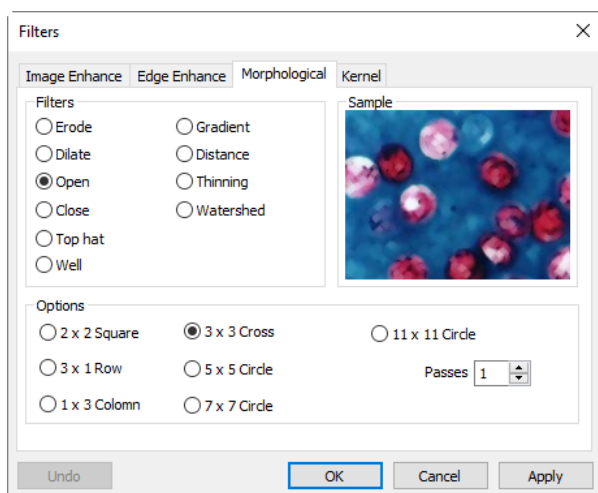 Filters
Image Enhance Edge Enhance Morphological Kernel
Filters Sample
Erode Gradient
Dilate Distance
Open Thinning
Close Watershed
Top hat
Well
Options
2 x 2 Square 3 x 3 Cross 11 x 11 Circle
3 x 1 Row 5 x 5 Circle Passes 1
1 x 3 Colomn 7 x 7 Circle
Undo OK Cancel Apply